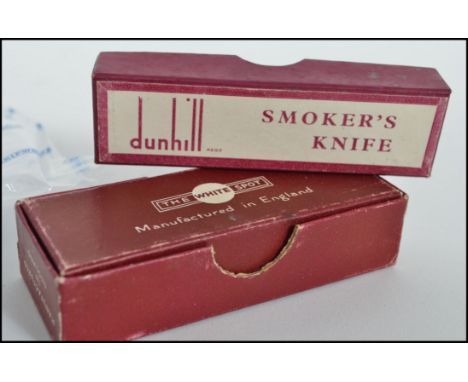 dunhill
SMOKER'S
KNIFE
THE WHITE SPOT
Manufactured in England